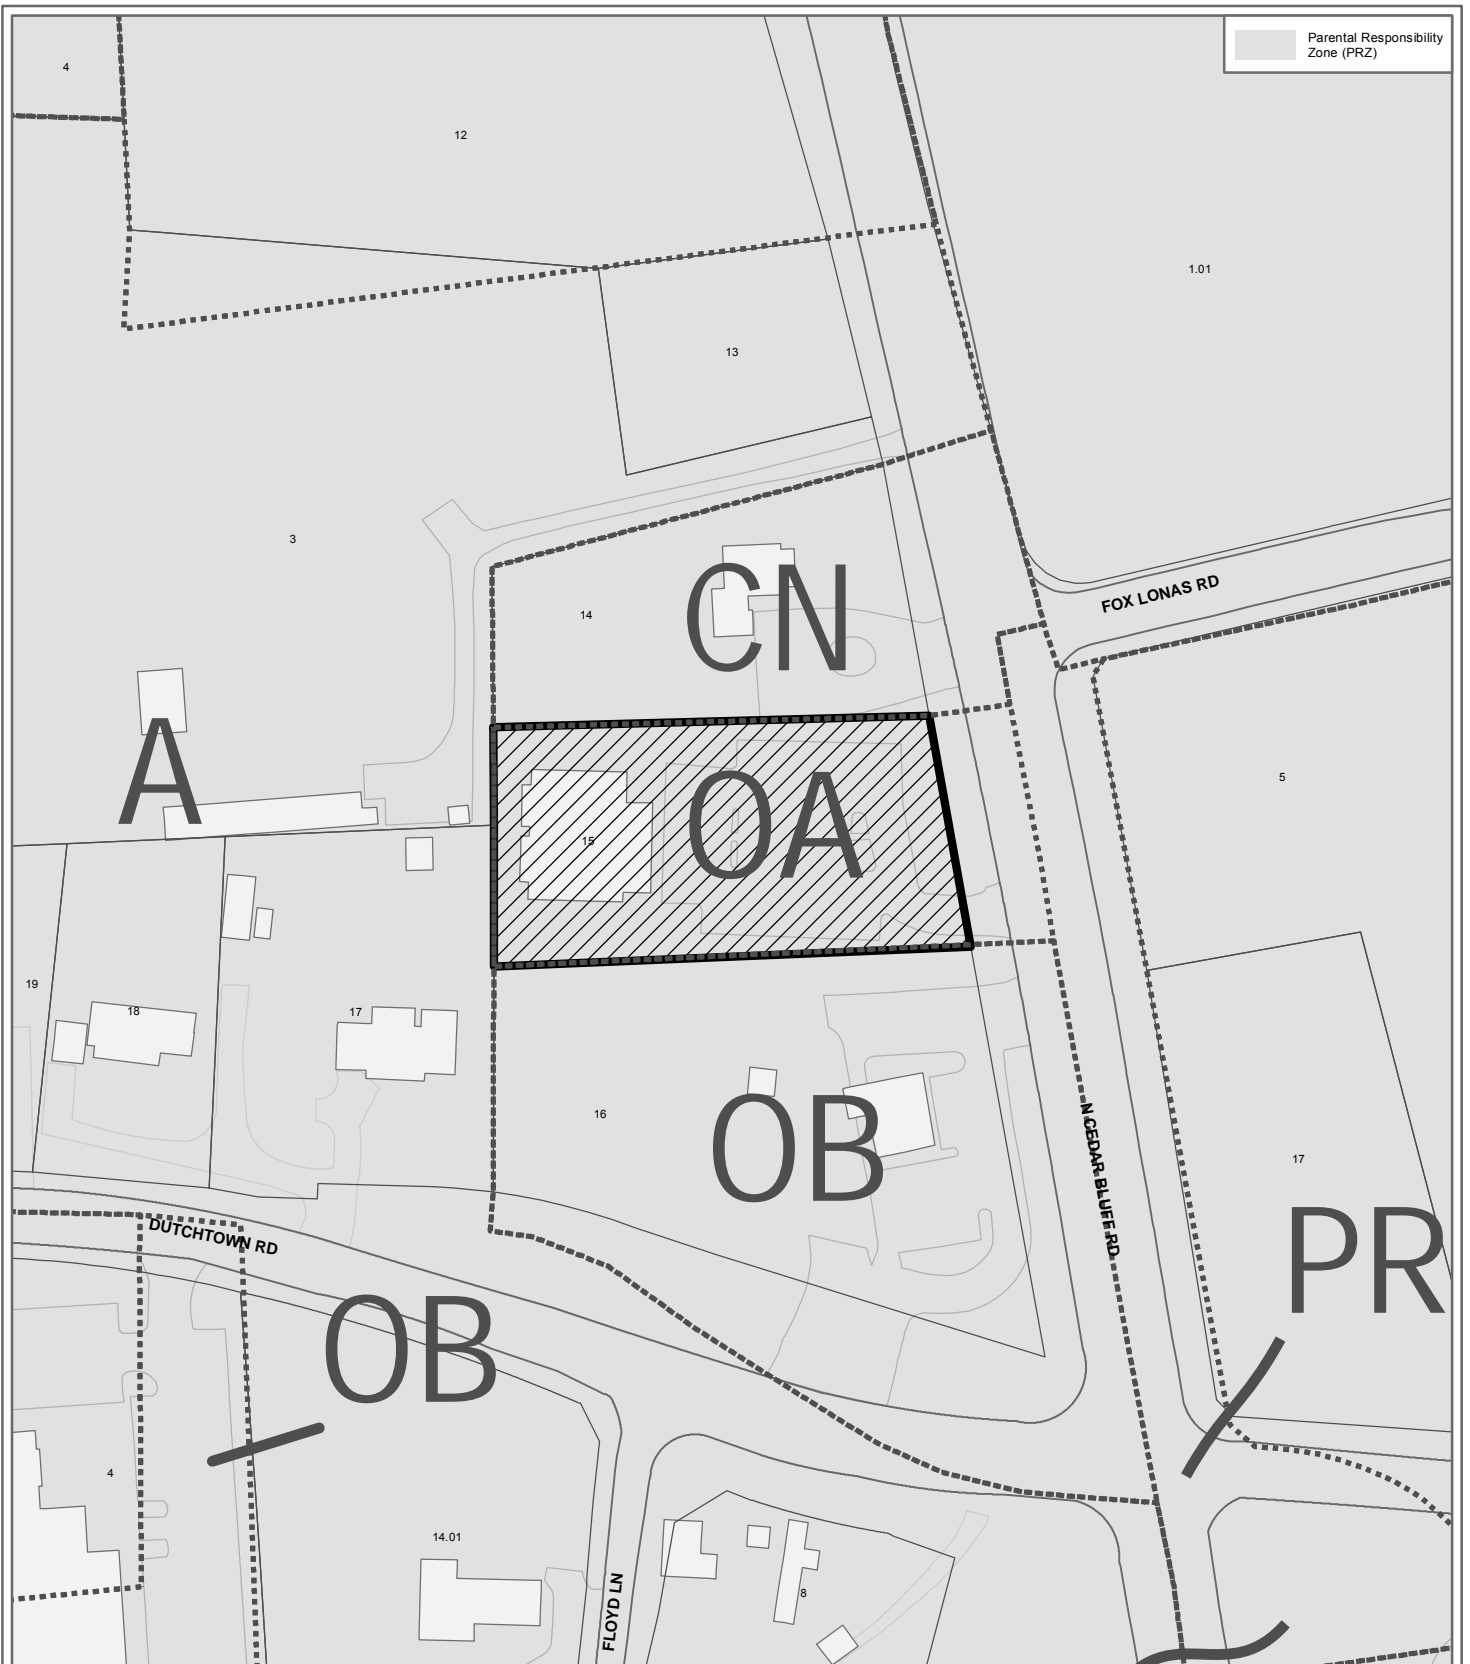 Parental Responsibility
Zone (PRZ)
4
12
1.01
13
3
FOX LONAS RD
14
CN
A
5
OA
15
19
18
17
16
OB
N CEDAR BLUFF RD
17
PR
DUTCHTOWN RD
OB
4
14.01
8
FLOYD LN